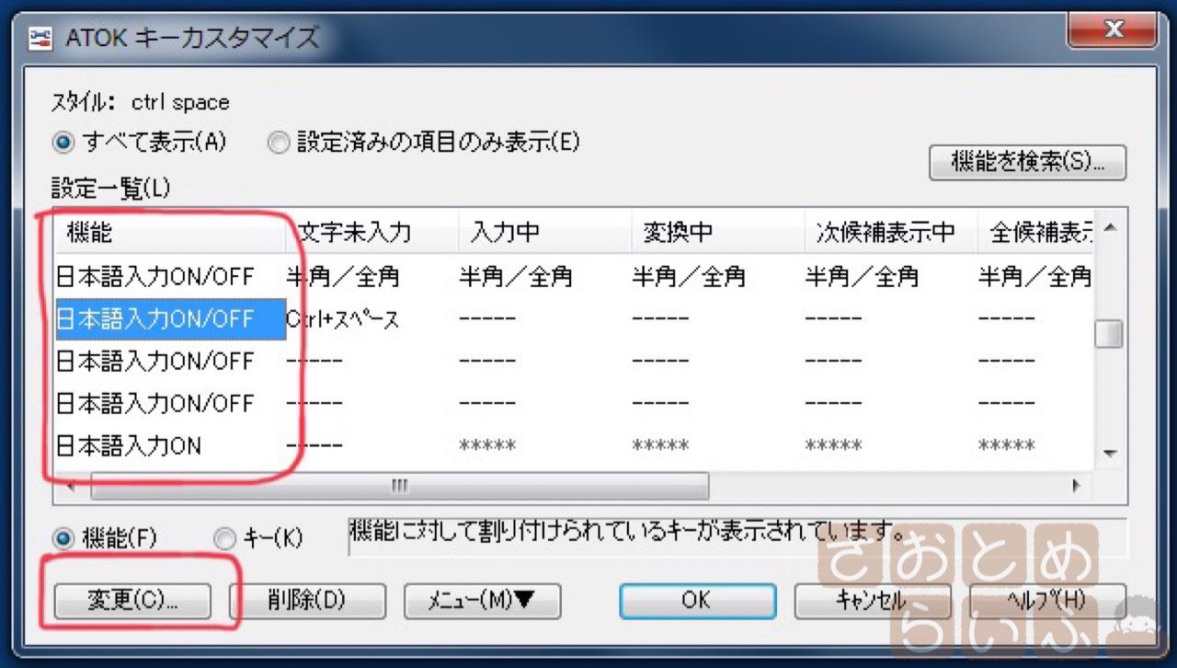 ATOK キーカスタマイズ
スタイル: ctrl space
すべて表示(A) 設定済みの項目のみ表示(E)
機能を検索(S)...
設定一覧(L)
機能 文字未入力 入力中 変換中 次候補表示中 全候補表示
日本語入力ON/OFF 半角／全角 半角／全角 半角／全角 半角／全角 半角／全角
日本語入力ON/OFF Ctrl+スペース ----- ----- ----- -----
日本語入力ON/OFF ----- ----- ----- ----- -----
日本語入力ON/OFF ----- ----- ----- ----- -----
日本語入力ON ----- ***** ***** ***** *****
機能(F) キー(K) 機能に対して割り付けられているキーが表示されています。
変更(C)... 削除(D) メニュー(M)▼ OK キャンセル ヘルプ(H)
さおとめ
らいふ